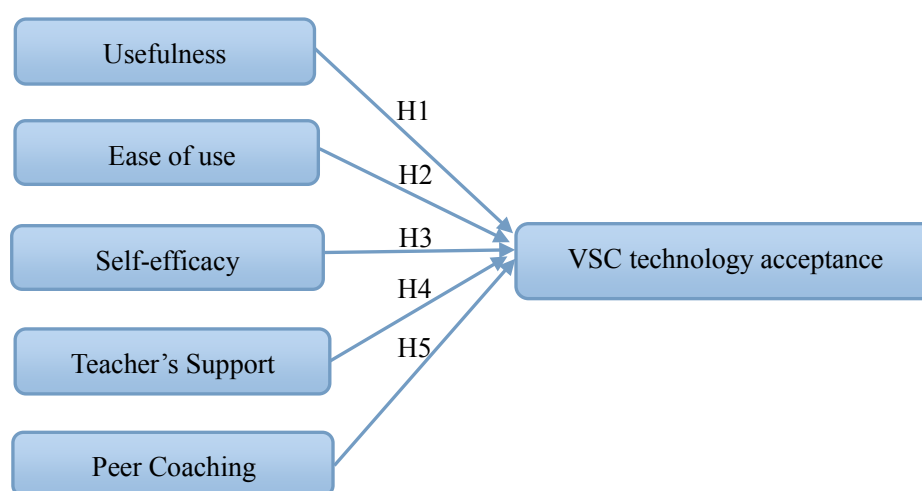 Usefulness
H1
Ease of use
H2
Self-efficacy
H3
VSC technology acceptance
H4
Teacher’s Support
H5
Peer Coaching